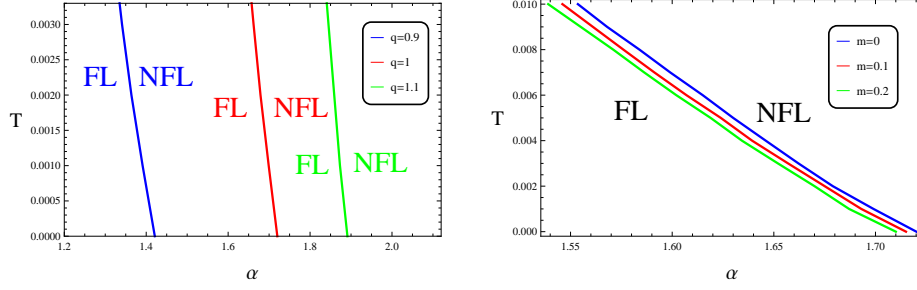 0.0030
0.0025
0.0020
0.0015
0.0010
0.0005
0.0000
T
1.2
1.4
1.6
1.8
2.0
α
FL NFL
FL NFL
FL NFL
q=0.9
q=1
q=1.1
0.010
0.008
0.006
0.004
0.002
0.000
T
1.55
1.60
1.65
1.70
α
FL
NFL
m=0
m=0.1
m=0.2